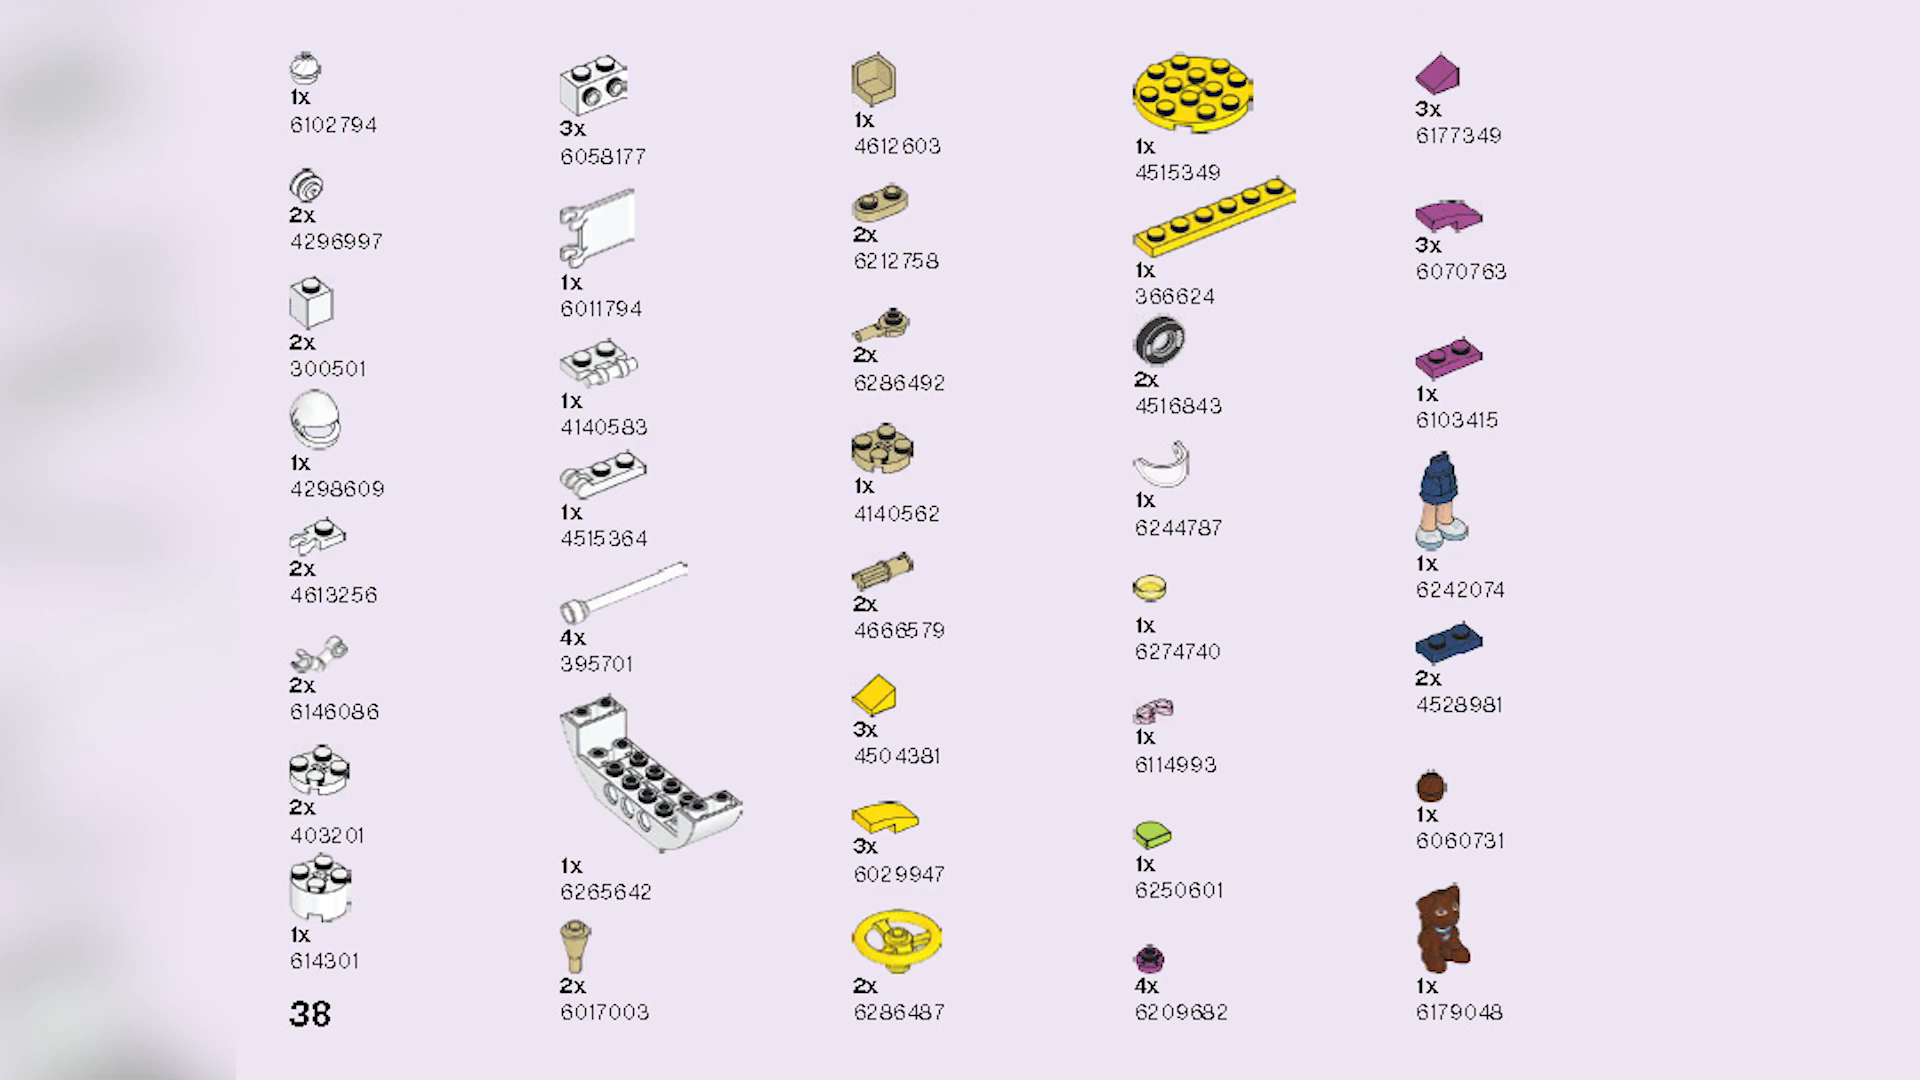 1x
6102794
2x
4296997
2x
300501
1x
4298609
2x
4613256
2x
6146086
2x
403201
1x
614301
38
3x
6058177
1x
6011794
1x
4140583
1x
4515364
4x
395701
1x
6265642
2x
6017003
1x
4612603
2x
6212758
2x
6286492
1x
4140562
2x
4666579
3x
4504381
3x
6029947
2x
6286487
1x
4515349
1x
366624
2x
4516843
1x
6244787
1x
6274740
1x
6114993
1x
6250601
4x
6209682
3x
6177349
3x
6070763
1x
6103415
1x
6242074
2x
4528981
1x
6060731
1x
6179048